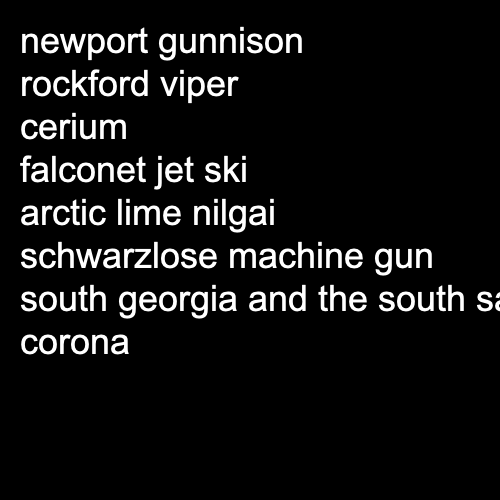 newport gunnison
rockford viper
cerium
falconet jet ski
arctic lime nilgai
schwarzlose machine gun
south georgia and the south
corona